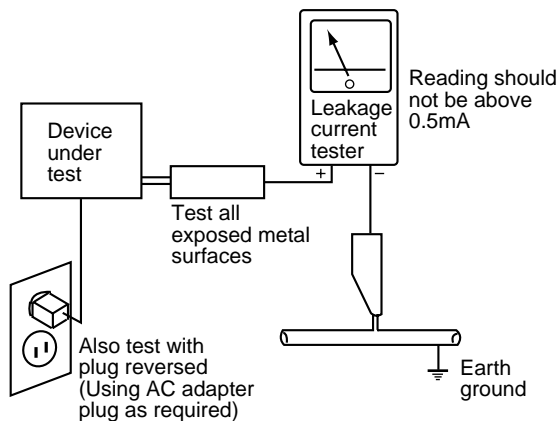 Device
under
test
Leakage
current
tester
+
–
Reading should
not be above
0.5mA
Test all
exposed metal
surfaces
Also test with
plug reversed
(Using AC adapter
plug as required)
Earth
ground